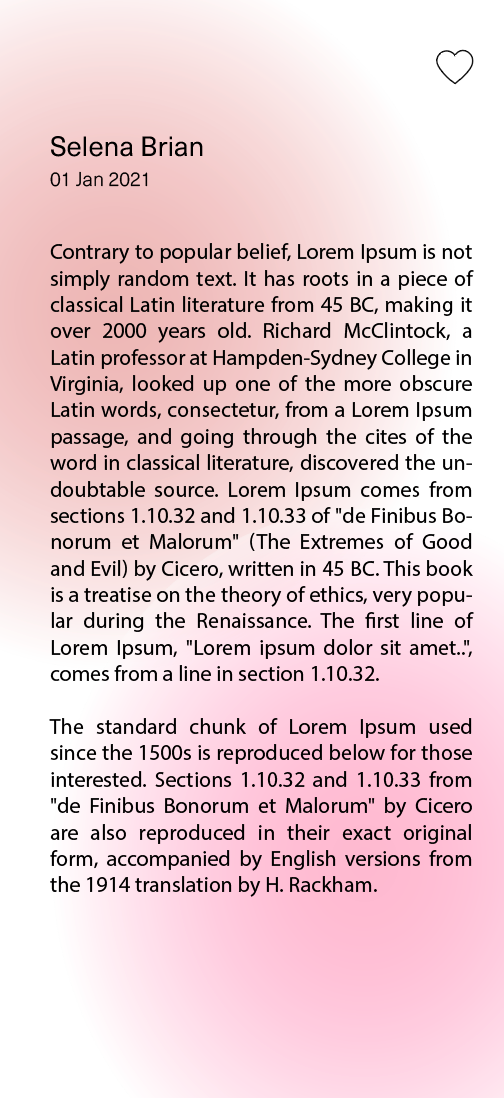 Selena Brian
01 Jan 2021
Contrary to popular belief, Lorem Ipsum is not
simply random text. It has roots in a piece of
classical Latin literature from 45 BC, making it
over 2000 years old. Richard McClintock, a
Latin professor at Hampden-Sydney College in
Virginia, looked up one of the more obscure
Latin words, consectetur, from a Lorem Ipsum
passage, and going through the cites of the
word in classical literature, discovered the un-
doubtable source. Lorem Ipsum comes from
sections 1.10.32 and 1.10.33 of "de Finibus Bo-
norum et Malorum" (The Extremes of Good
and Evil) by Cicero, written in 45 BC. This book
is a treatise on the theory of ethics, very popu-
lar during the Renaissance. The first line of
Lorem Ipsum, "Lorem ipsum dolor sit amet..",
comes from a line in section 1.10.32.
The standard chunk of Lorem Ipsum used
since the 1500s is reproduced below for those
interested. Sections 1.10.32 and 1.10.33 from
"de Finibus Bonorum et Malorum" by Cicero
are also reproduced in their exact original
form, accompanied by English versions from
the 1914 translation by H. Rackham.